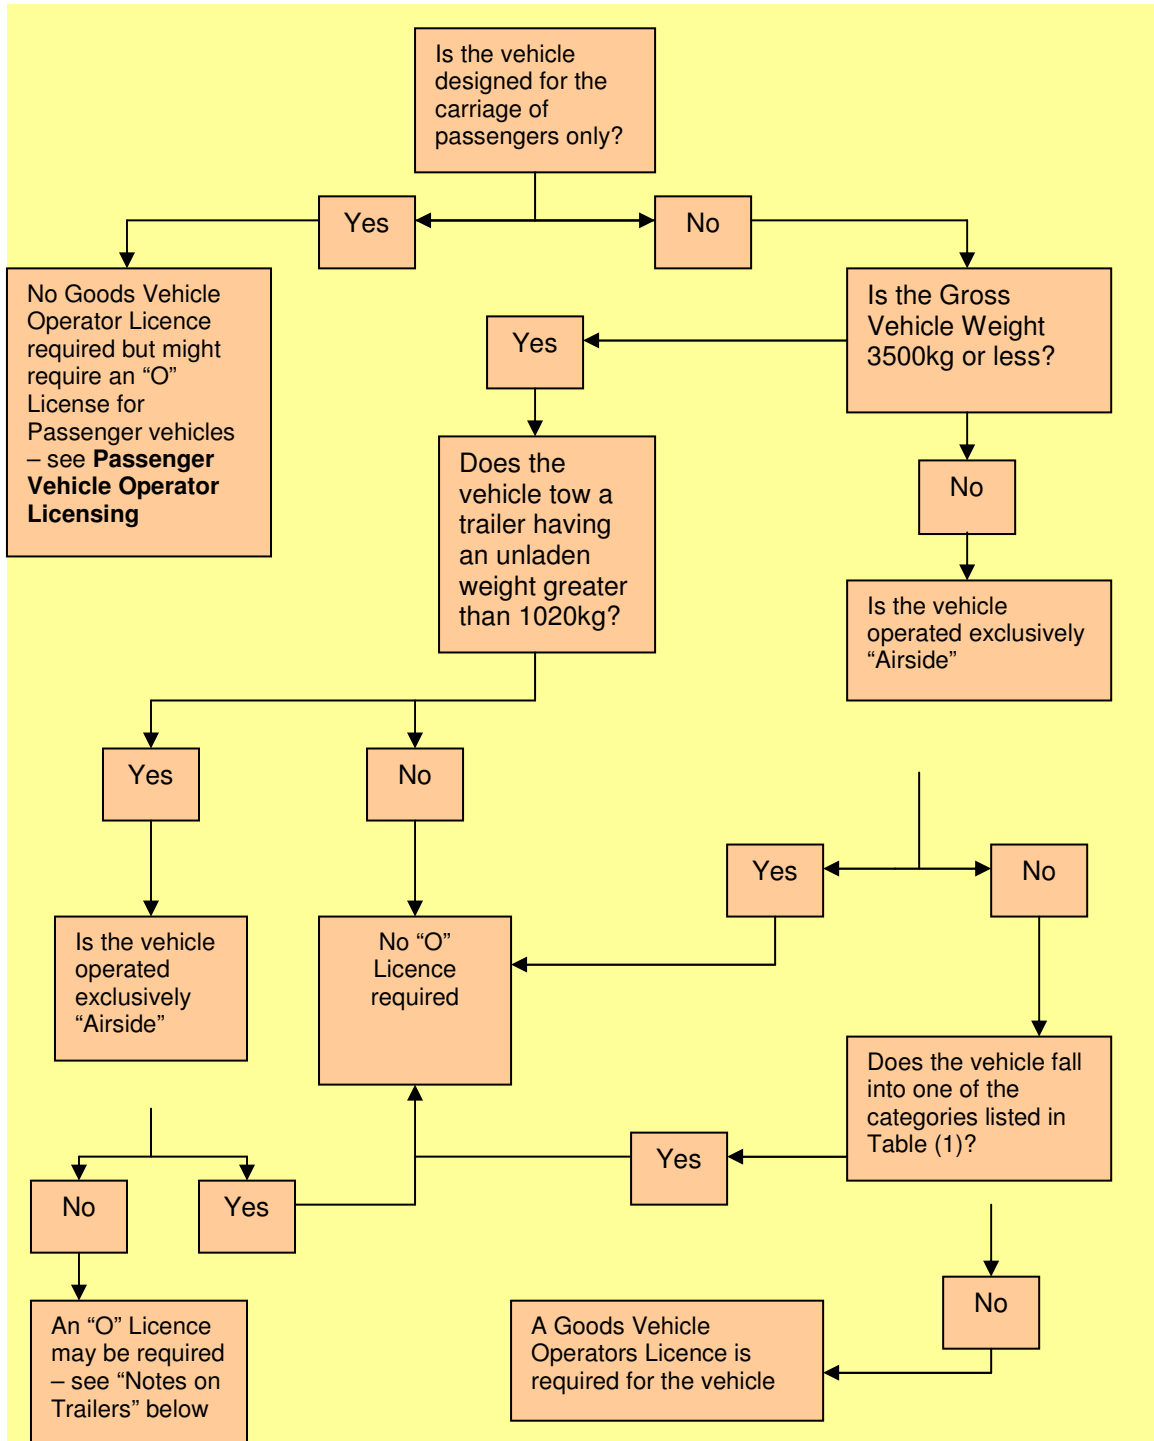 Is the vehicle
designed for the
carriage of
passengers only?
Yes
No
No Goods Vehicle
Operator Licence
required but might
require an “O”
License for
Passenger vehicles
– see Passenger
Vehicle Operator
Licensing
Is the Gross
Vehicle Weight
3500kg or less?
Yes
No
Does the
vehicle tow a
trailer having
an unladen
weight greater
than 1020kg?
Is the vehicle
operated exclusively
“Airside”
Yes
No
Yes
No
Is the vehicle
operated
exclusively
“Airside”
No “O”
Licence
required
Does the vehicle fall
into one of the
categories listed in
Table (1)?
Yes
No
Yes
No
An “O” Licence
may be required
– see “Notes on
Trailers” below
A Goods Vehicle
Operators Licence is
required for the vehicle